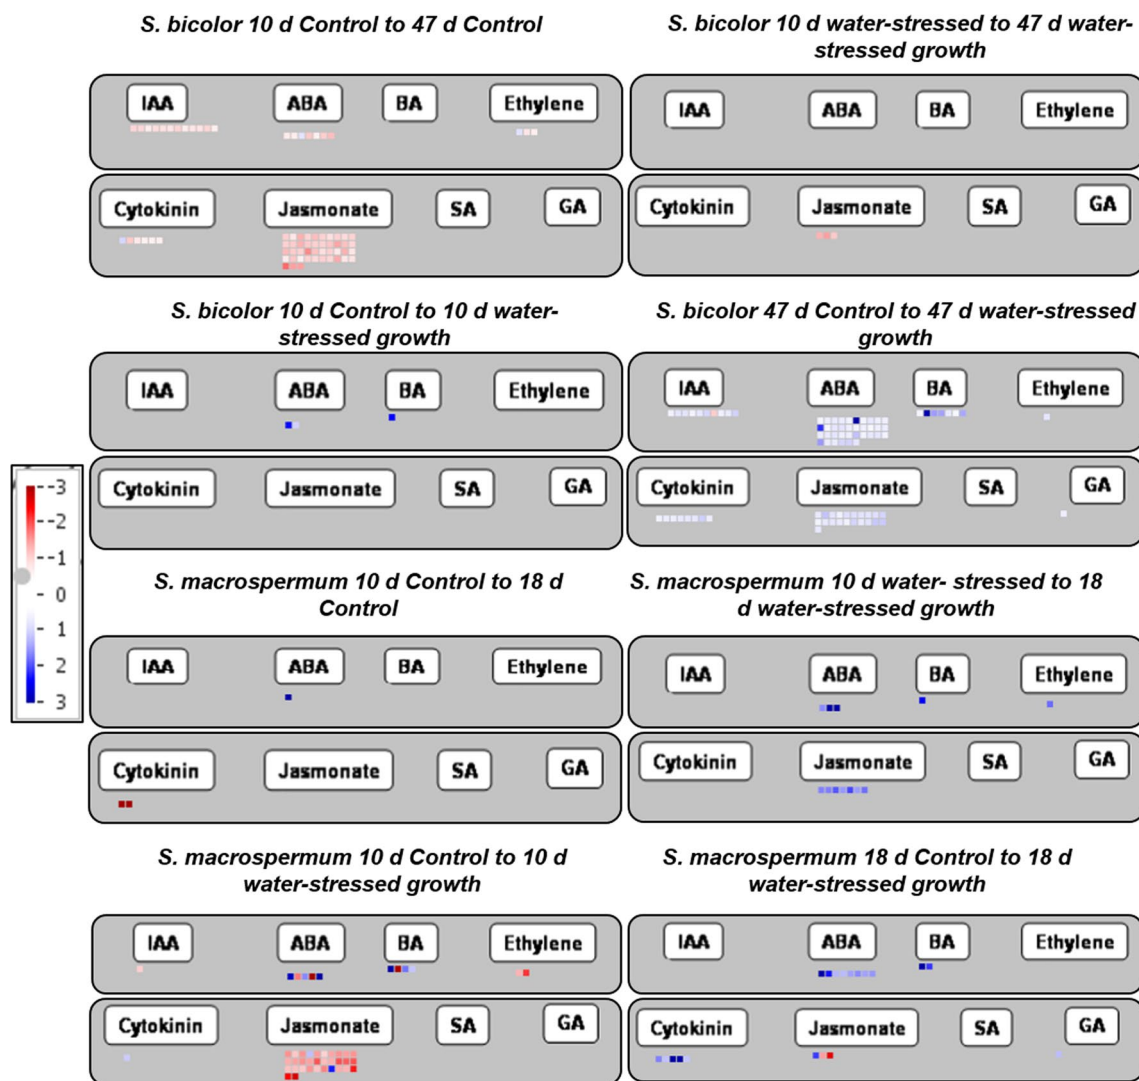 S. bicolor 10 d Control to 47 d Control
IAA ABA BA Ethylene
Cytokinin Jasmonate SA GA
S. bicolor 10 d water-stressed to 47 d water-
stressed growth
IAA ABA BA Ethylene
Cytokinin Jasmonate SA GA
S. bicolor 10 d Control to 10 d water-
stressed growth
IAA ABA BA Ethylene
Cytokinin Jasmonate SA GA
S. bicolor 47 d Control to 47 d water-stressed
growth
IAA ABA BA Ethylene
Cytokinin Jasmonate SA GA
--3
--2
--1
- 0
- 1
- 2
- 3
S. macrospermum 10 d Control to 18 d
Control
IAA ABA BA Ethylene
Cytokinin Jasmonate SA GA
S. macrospermum 10 d water- stressed to 18
d water-stressed growth
IAA ABA BA Ethylene
Cytokinin Jasmonate SA GA
S. macrospermum 10 d Control to 10 d
water-stressed growth
IAA ABA BA Ethylene
Cytokinin Jasmonate SA GA
S. macrospermum 18 d Control to 18 d
water-stressed growth
IAA ABA BA Ethylene
Cytokinin Jasmonate SA GA